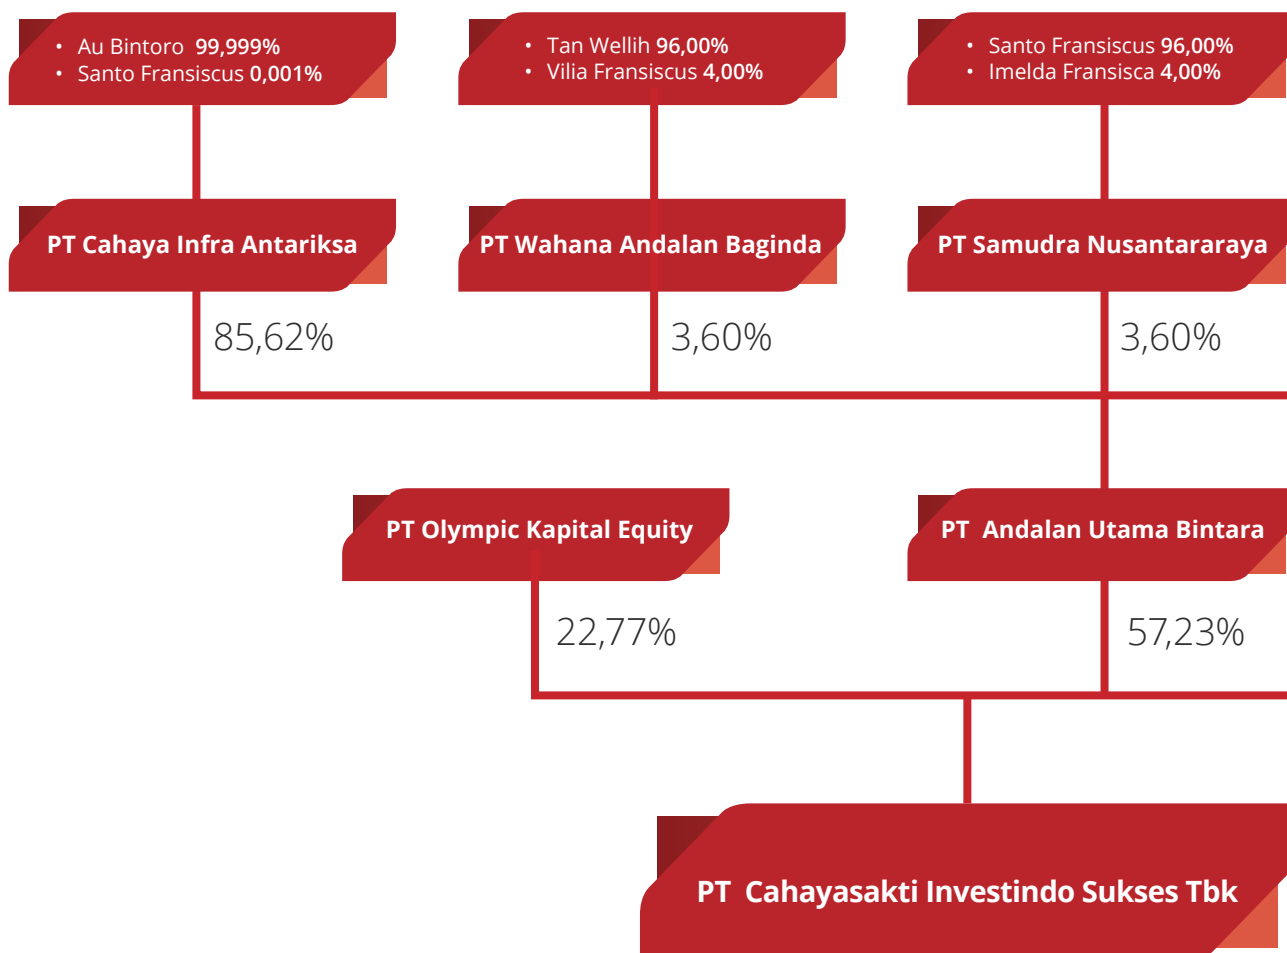 • Au Bintoro 99,999%
• Santo Fransiscus 0,001%
• Tan Wellih 96,00%
• Vilia Fransiscus 4,00%
• Santo Fransiscus 96,00%
• Imelda Fransisca 4,00%
PT Cahaya Infra Antariksa
PT Wahana Andalan Baginda
PT Samudra Nusantararaya
85,62%
3,60%
3,60%
PT Olympic Kapital Equity
PT Andalan Utama Bintara
22,77%
57,23%
PT Cahayasakti Investindo Sukses Tbk